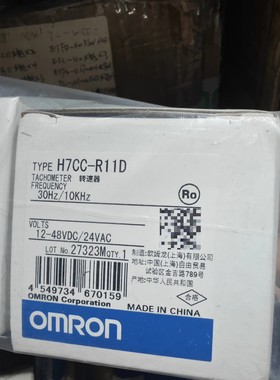 TYPE H7CC-R11D
TACHOMETER 转速器
FREQUENCY
30Hz/10KHz
Ro
VOLTS
12-48VDC/24VAC
LOT No. 27323M QTY. 1
制造:欧姆龙(上海)有限公司
地址:中国(上海)自由贸易
试验区金吉路789号
中华人民共和国
合格
4 549734 670159
OMRON Corporation
MADE IN CHINA
OMRON